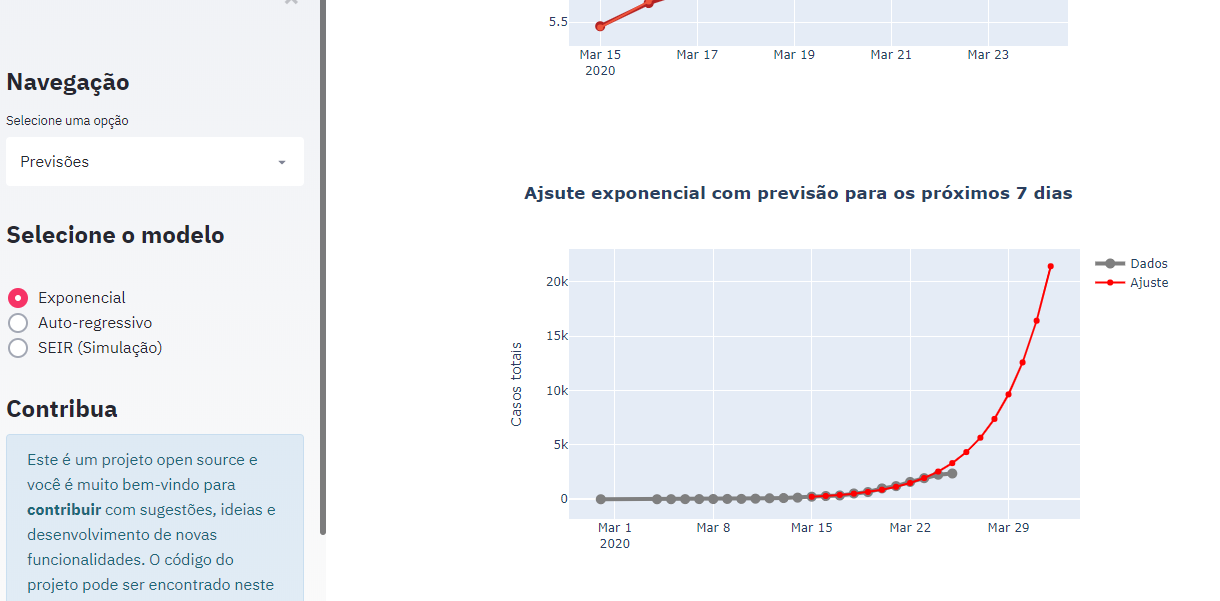 Navegação
Selecione uma opção
Previsões
Selecione o modelo
Exponencial
Auto-regressivo
SEIR (Simulação)
Contribua
Este é um projeto open source e
você é muito bem-vindo para
contribuir com sugestões, ideias e
desenvolvimento de novas
funcionalidades. O código do
projeto pode ser encontrado neste
5.5
Mar 15 Mar 17 Mar 19 Mar 21 Mar 23
2020
Ajsute exponencial com previsão para os próximos 7 dias
Dados
Ajuste
Casos totais
20k
15k
10k
5k
0
Mar 1 Mar 8 Mar 15 Mar 22 Mar 29
2020